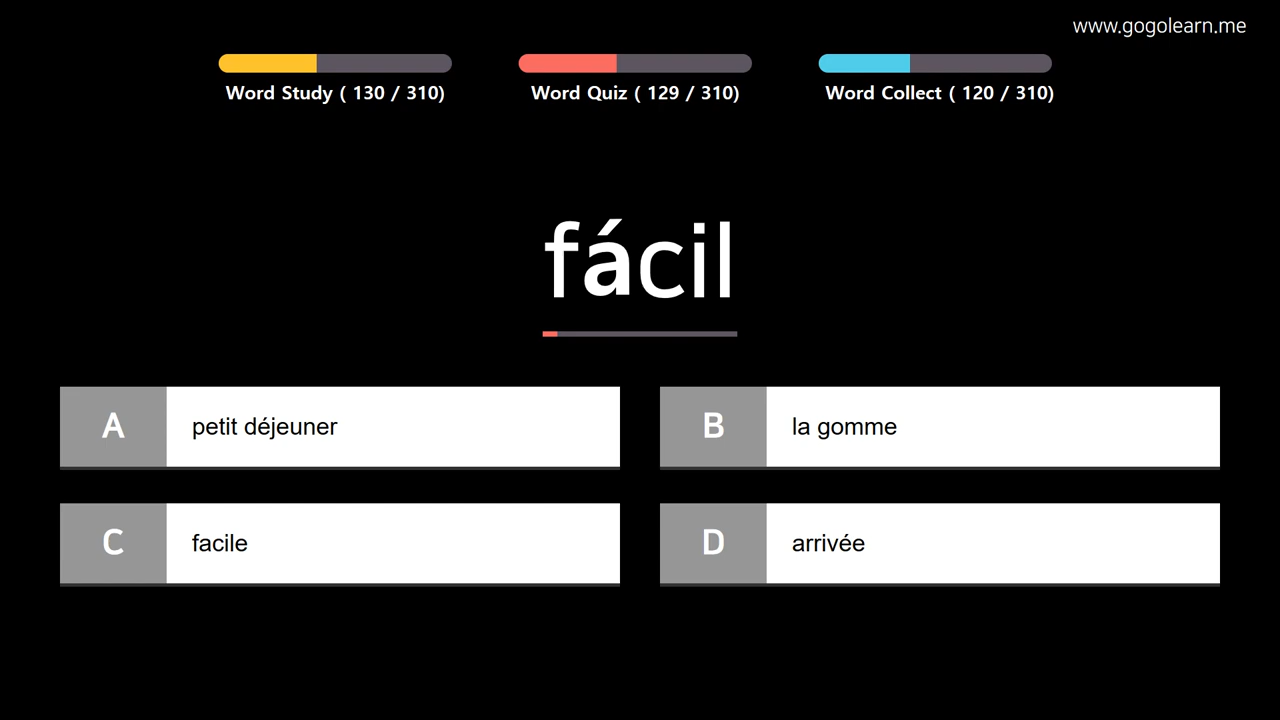 www.gogolearn.me
Word Study ( 130 / 310)
Word Quiz ( 129 / 310)
Word Collect ( 120 / 310)
fácil
A petit déjeuner
B la gomme
C facile
D arrivée